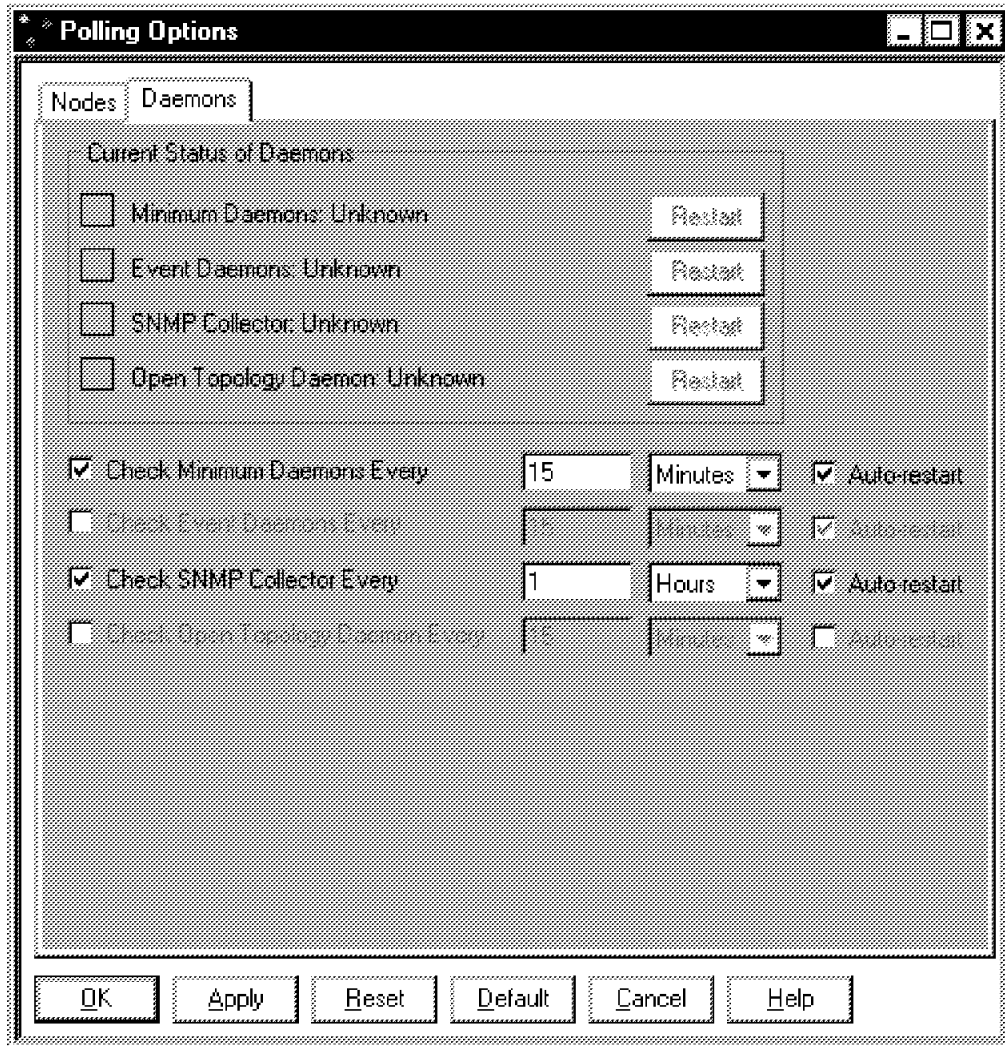 Polling Options
Nodes Daemons
Current Status of Daemons
Minimum Daemons: Unknown Restart
Event Daemons: Unknown Restart
SNMP Collector: Unknown Restart
Open Topology Daemon: Unknown Restart
Check Minimum Daemons Every 15 Minutes Auto-restart
Check Event Daemons Every 15 Minutes Auto-restart
Check SNMP Collector Every 1 Hours Auto-restart
Check Open Topology Daemon Every 15 Minutes Auto-restart
OK Apply Reset Default Cancel Help